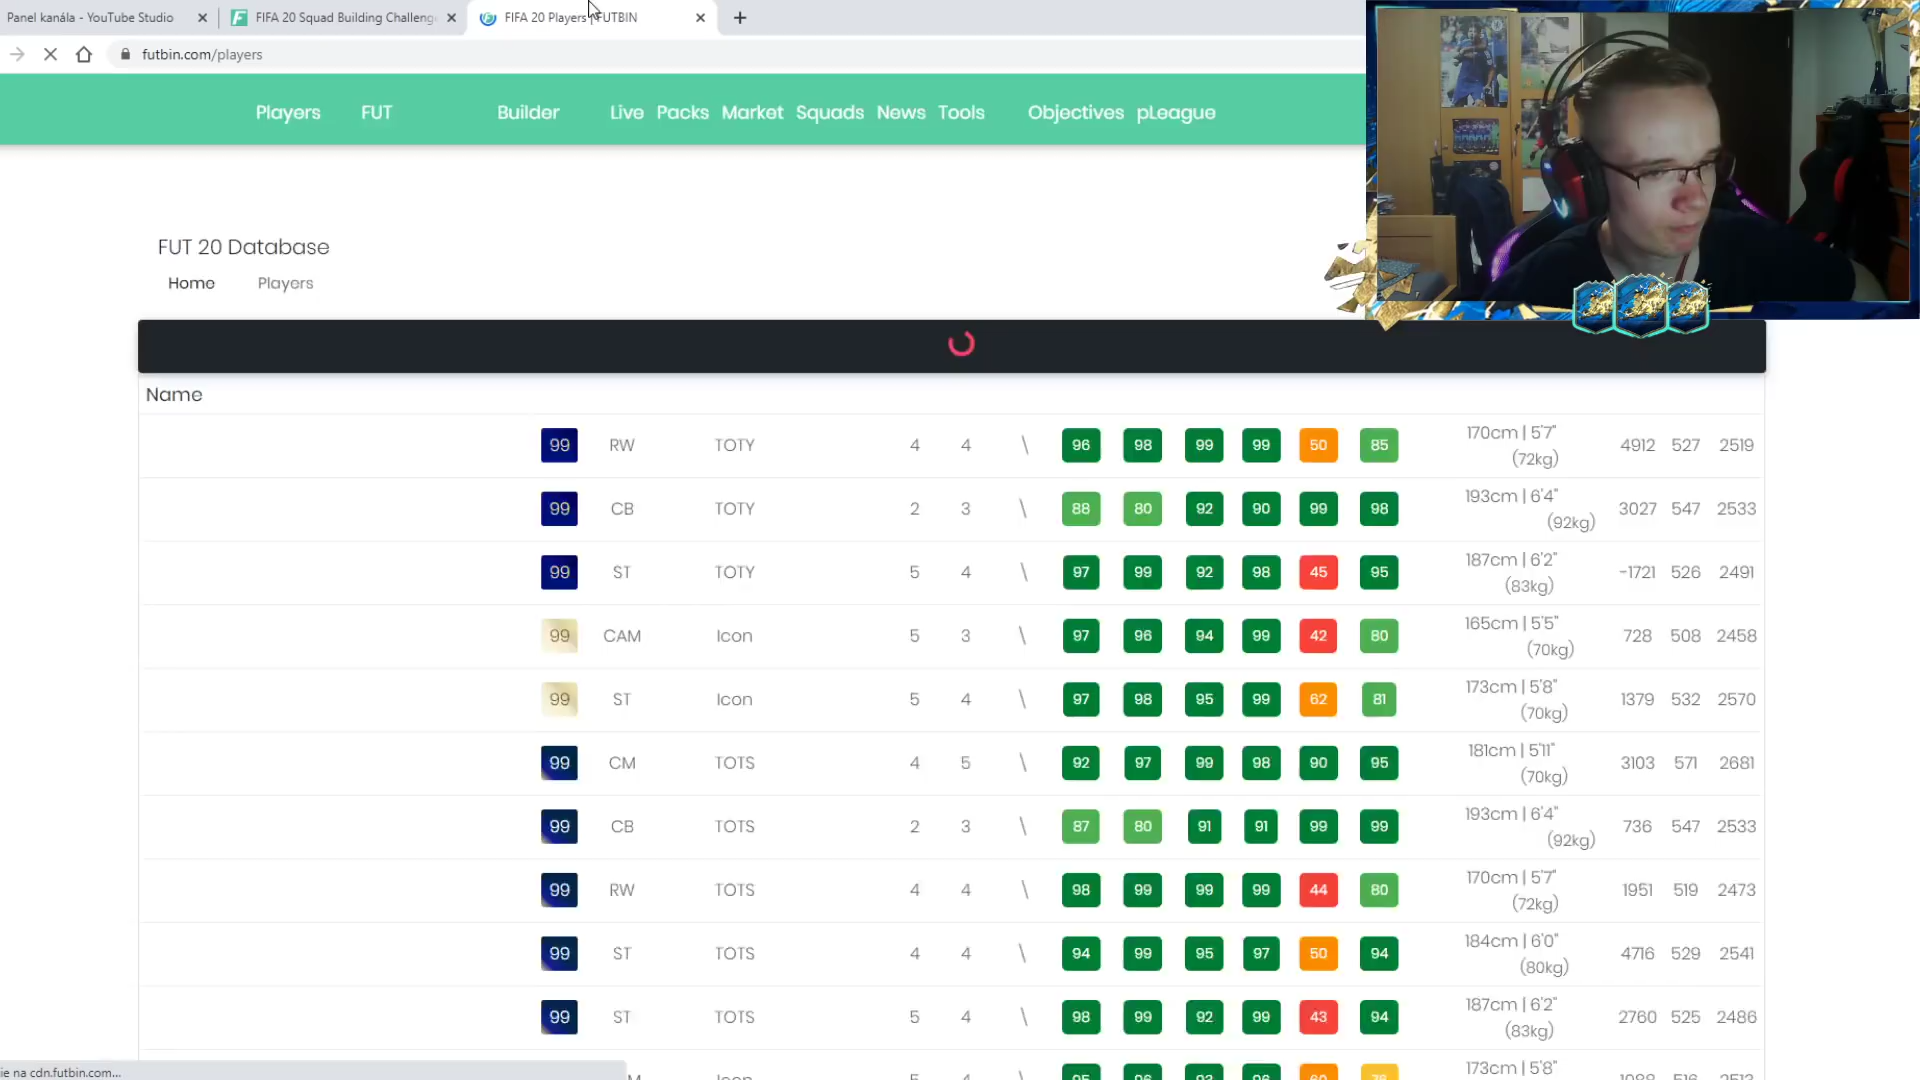 Panel kanála - YouTube Studio
FIFA 20 Squad Building Challeng
FIFA 20 Players | FUTBIN
futbin.com/players
Players FUT Builder Live Packs Market Squads News Tools Objectives pLeague
FUT 20 Database
Home Players
Name
99 RW TOTY 4 4 \ 96 98 99 99 50 85 170cm | 5'7" 4912 527 2519
(72kg)
99 CB TOTY 2 3 \ 88 80 92 90 99 98 193cm | 6'4" 3027 547 2533
(92kg)
99 ST TOTY 5 4 \ 97 99 92 98 45 95 187cm | 6'2" -1721 526 2491
(83kg)
99 CAM Icon 5 3 \ 97 96 94 99 42 80 165cm | 5'5" 728 508 2458
(70kg)
99 ST Icon 5 4 \ 97 98 95 99 62 81 173cm | 5'8" 1379 532 2570
(70kg)
99 CM TOTS 4 5 \ 92 97 99 98 90 95 181cm | 5'11" 3103 571 2681
(70kg)
99 CB TOTS 2 3 \ 87 80 91 91 99 99 193cm | 6'4" 736 547 2533
(92kg)
99 RW TOTS 4 4 \ 98 99 99 99 44 80 170cm | 5'7" 1951 519 2473
(72kg)
99 ST TOTS 4 4 \ 94 99 95 97 50 94 184cm | 6'0" 4716 529 2541
(80kg)
99 ST TOTS 5 4 \ 98 99 92 99 43 94 187cm | 6'2" 2760 525 2486
(83kg)
173cm | 5'8"
ie na cdn.futbin.com...